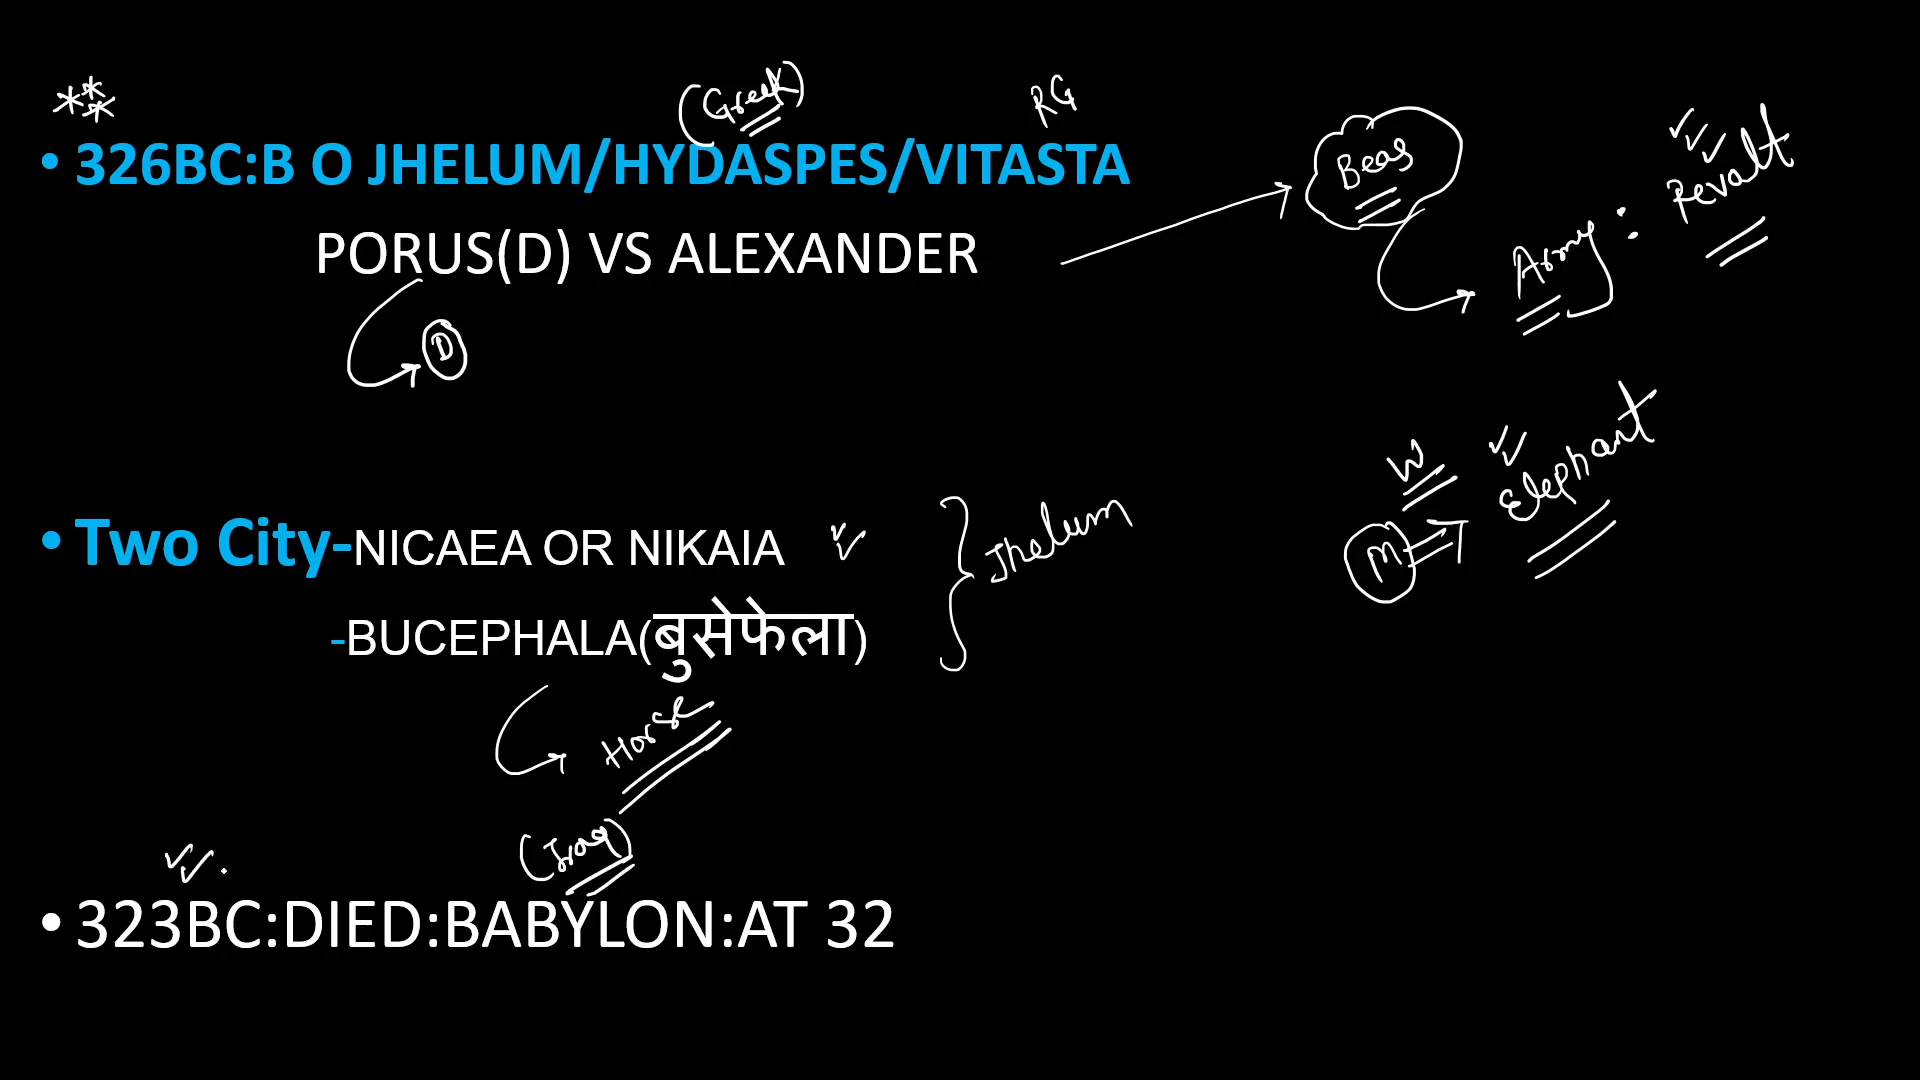 (Greek) RG
• 326BC:B O JHELUM/HYDASPES/VITASTA
PORUS(D) VS ALEXANDER
D
Beas
Army : Revolt
W Elephant
M
• Two City-NICAEA OR NIKAIA
-BUCEPHALA(बुसेफेला)
Jhelum
Horse
(Iraq)
• 323BC:DIED:BABYLON:AT 32